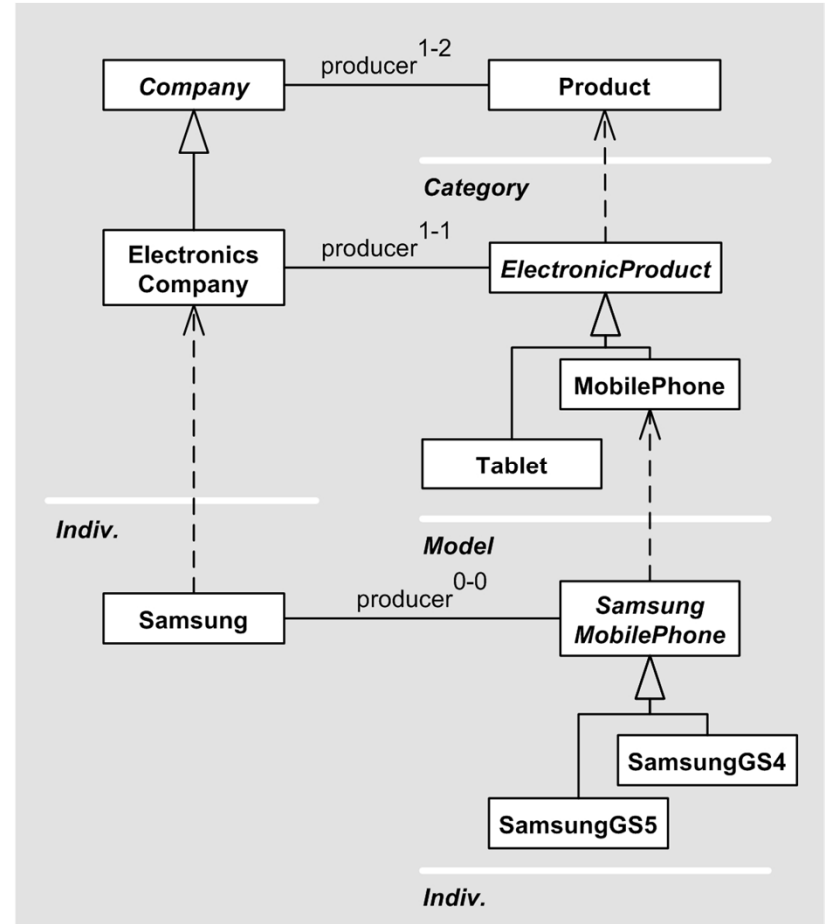 Company
producer 1-2
Product
Category
Electronics
Company
producer 1-1
ElectronicProduct
MobilePhone
Tablet
Indiv.
Model
Samsung
producer 0-0
Samsung
MobilePhone
SamsungGS4
SamsungGS5
Indiv.